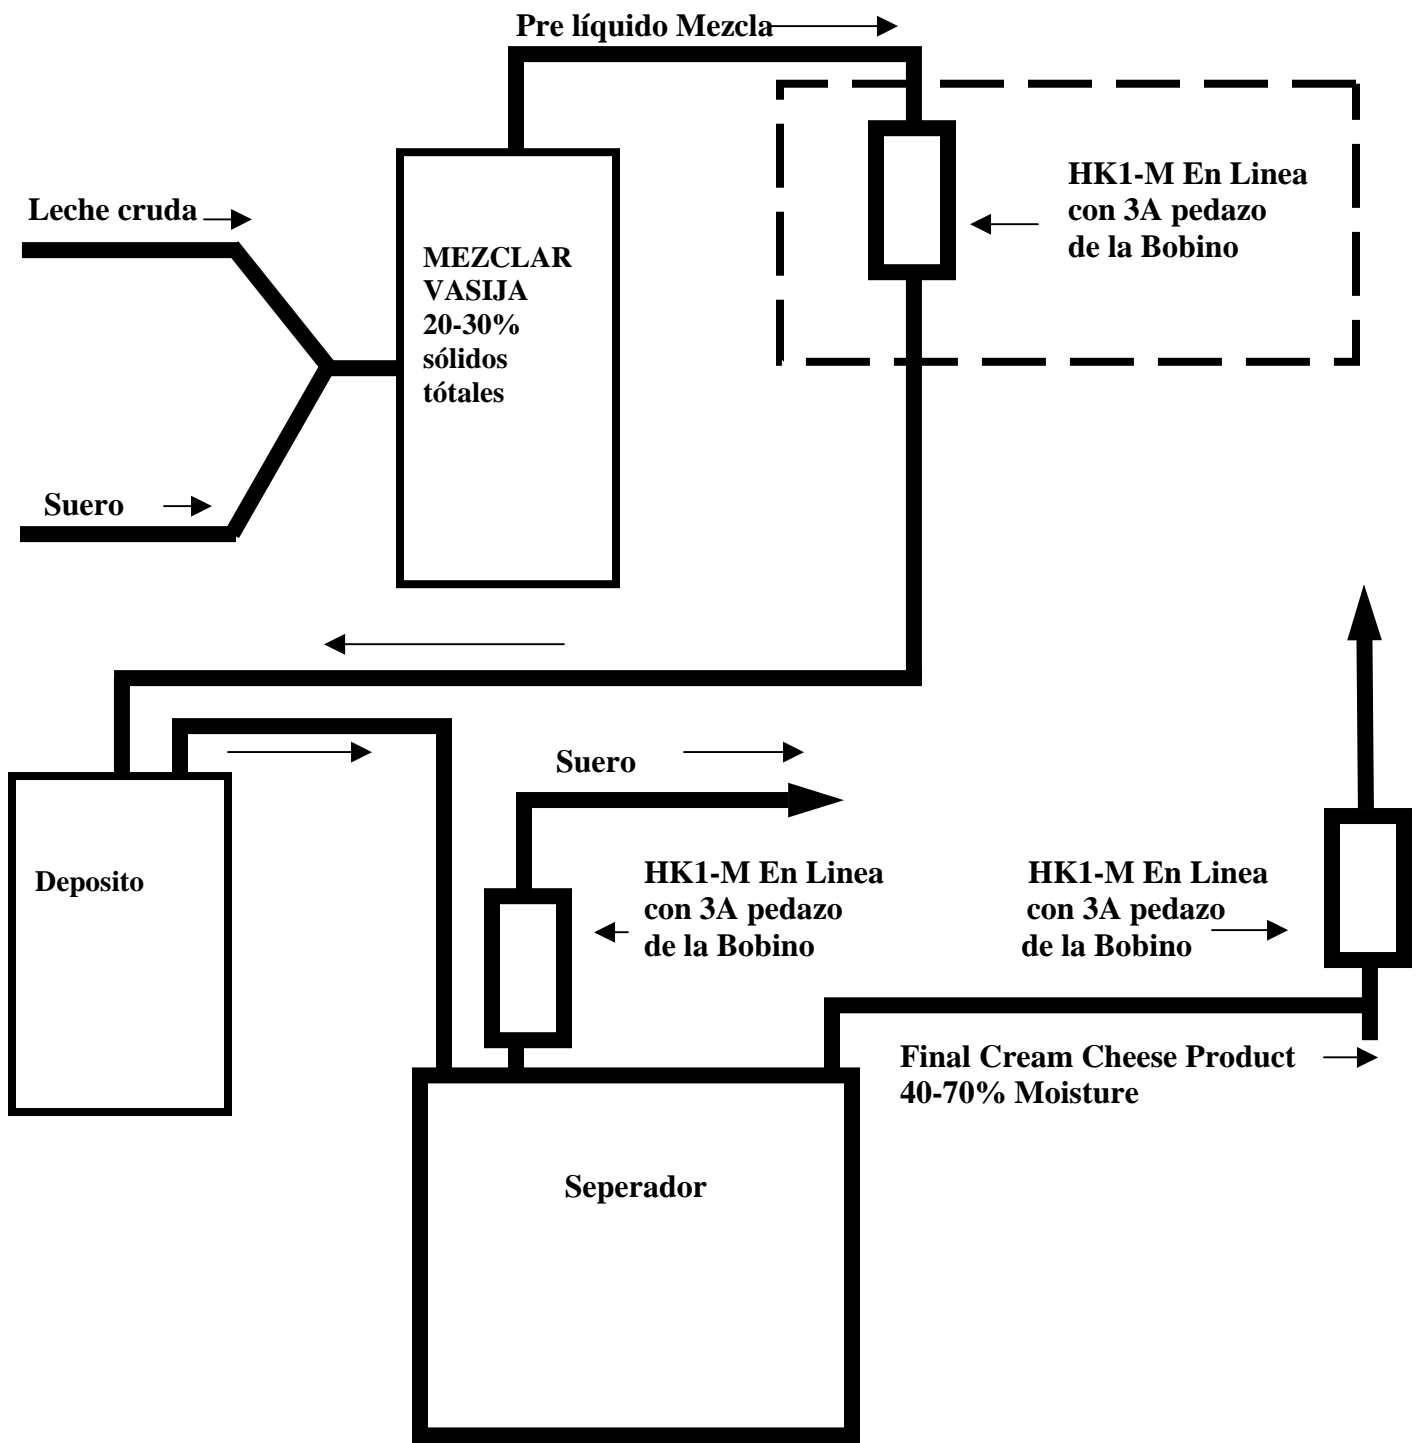 Pre líquido Mezcla
HK1-M En Linea
con 3A pedazo
de la Bobino
Leche cruda
MEZCLAR
VASIJA
20-30%
sólidos
tótales
Suero
Suero
Deposito
HK1-M En Linea
con 3A pedazo
de la Bobino
HK1-M En Linea
con 3A pedazo
de la Bobino
Final Cream Cheese Product
40-70% Moisture
Seperador